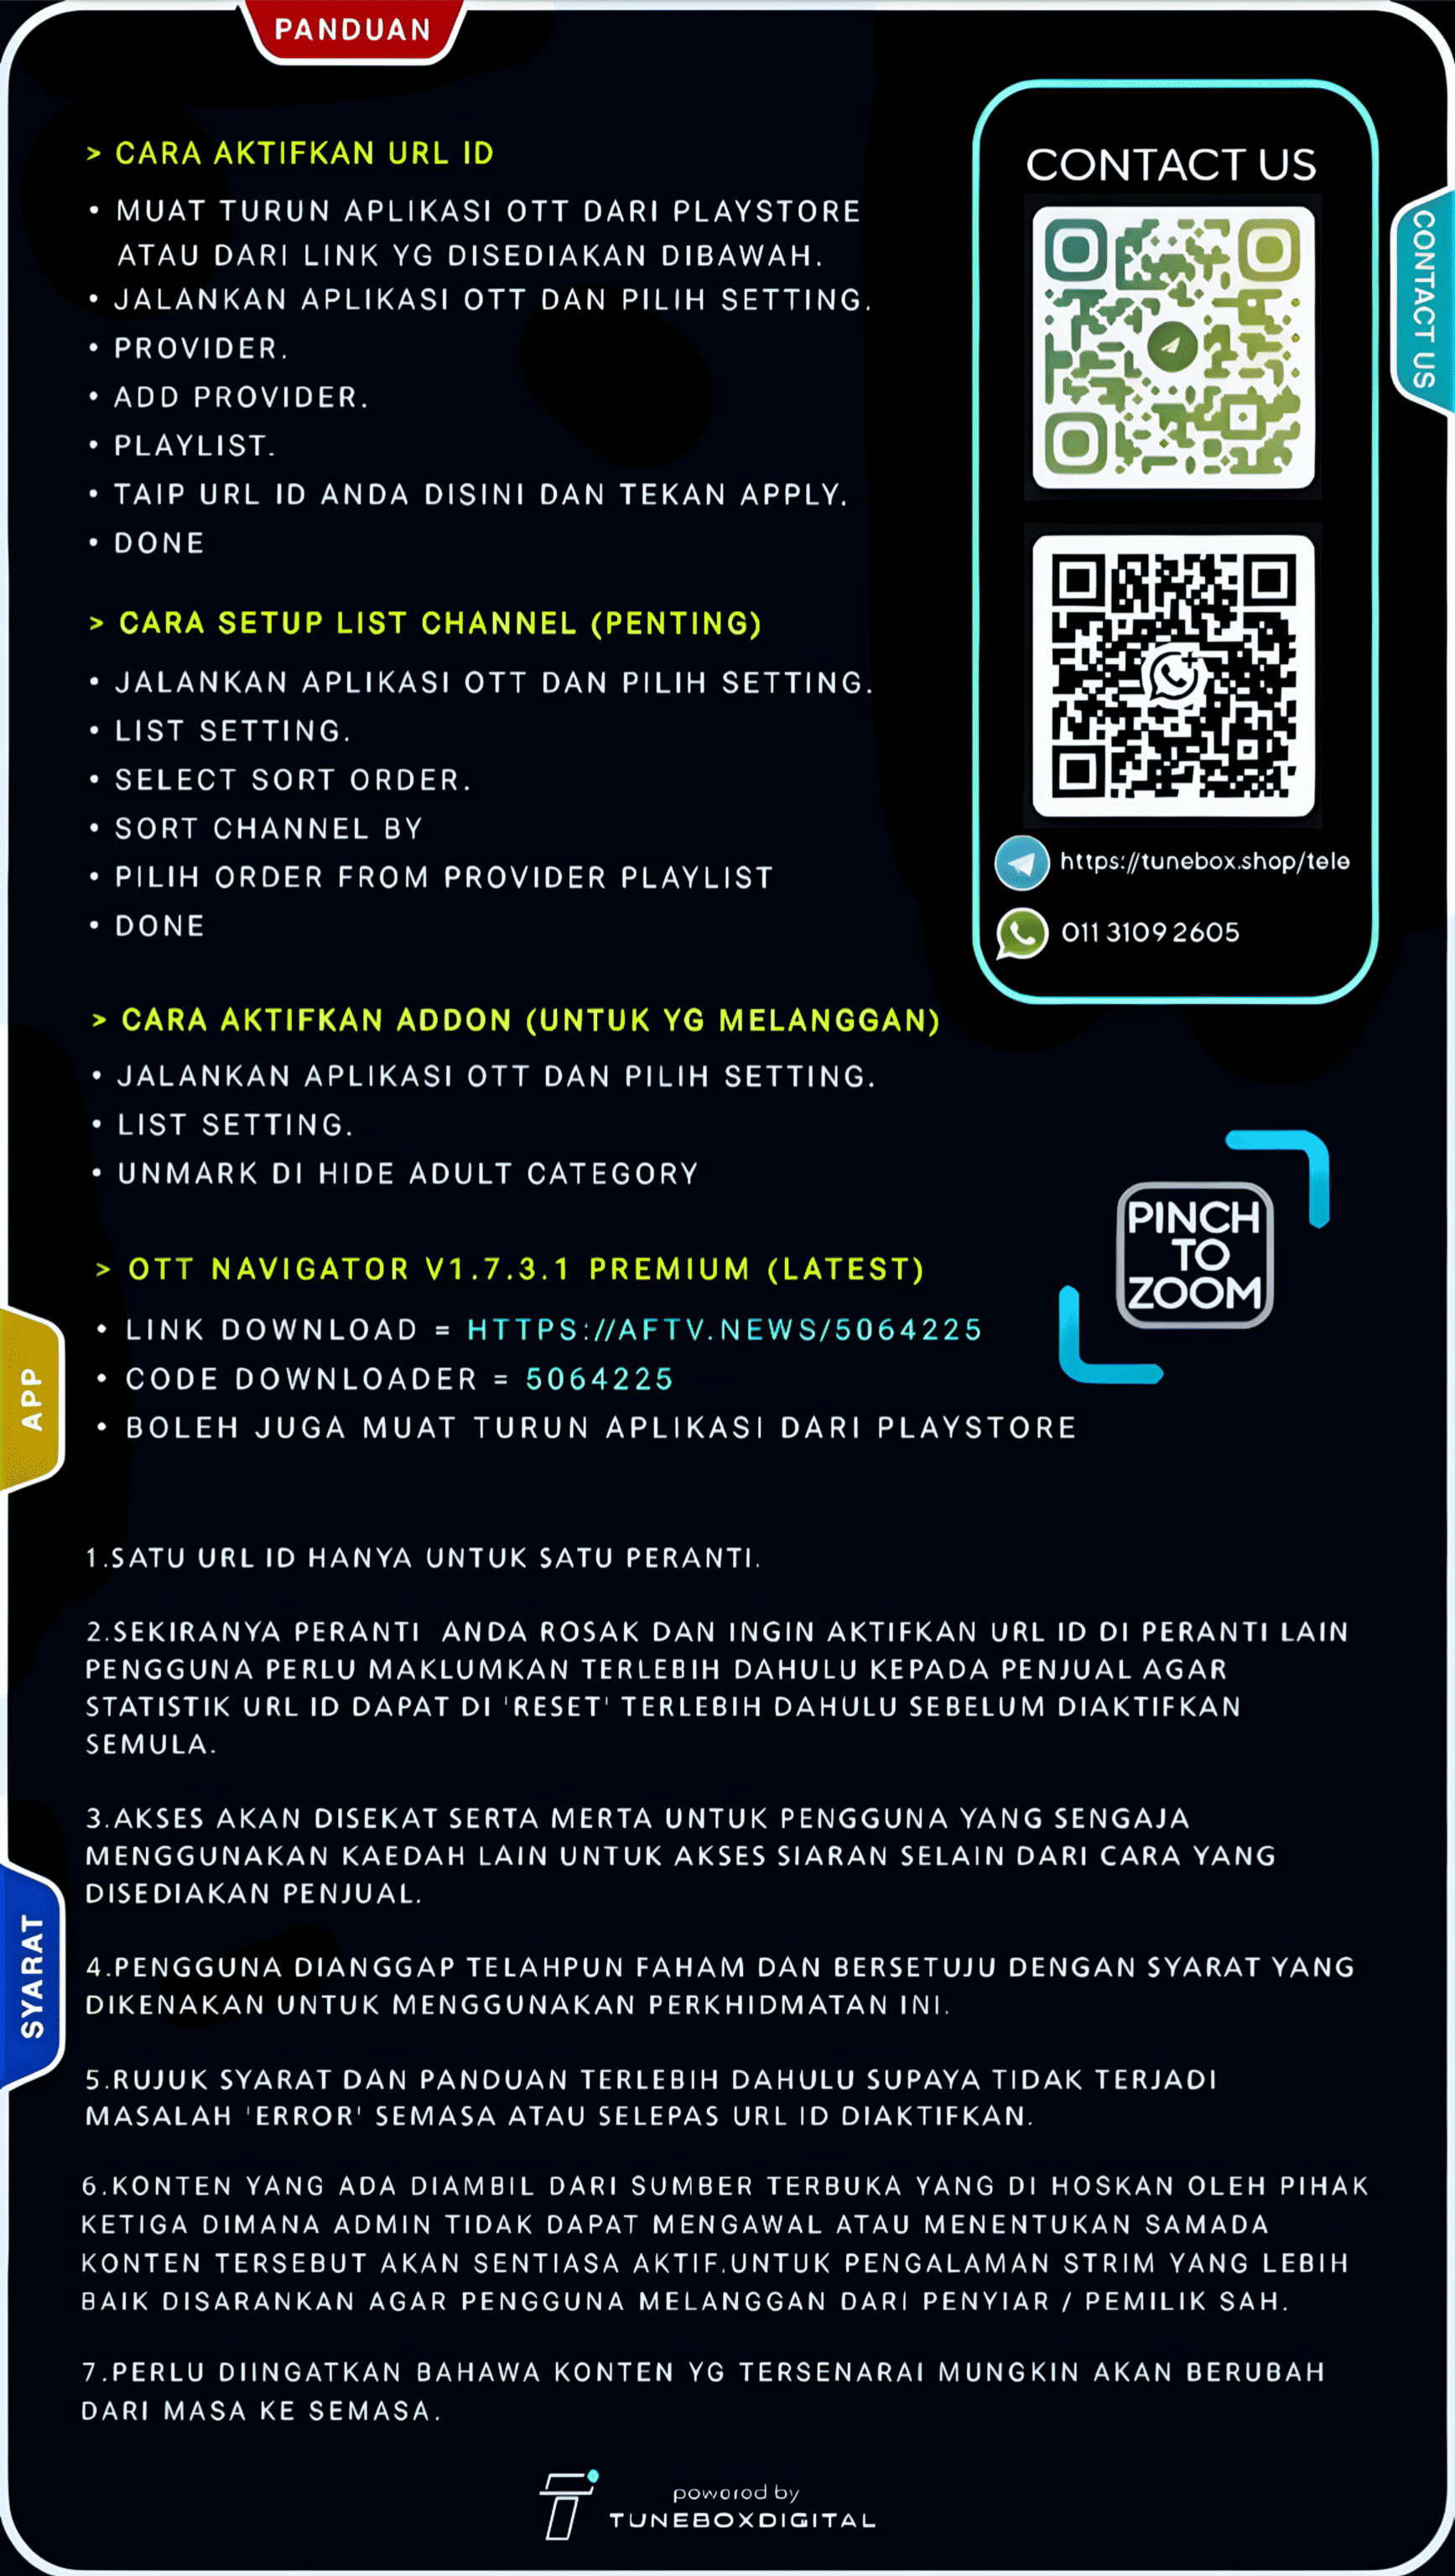 PANDUAN
> CARA AKTIFKAN URL ID
• MUAT TURUN APLIKASI OTT DARI PLAYSTORE
ATAU DARI LINK YG DISEDIAKAN DIBAWAH.
• JALANKAN APLIKASI OTT DAN PILIH SETTING.
• PROVIDER.
• ADD PROVIDER.
• PLAYLIST.
• TAIP URL ID ANDA DISINI DAN TEKAN APPLY.
• DONE
> CARA SETUP LIST CHANNEL (PENTING)
• JALANKAN APLIKASI OTT DAN PILIH SETTING.
• LIST SETTING.
• SELECT SORT ORDER.
• SORT CHANNEL BY
• PILIH ORDER FROM PROVIDER PLAYLIST
• DONE
CONTACT US
https://tunebox.shop/tele
011 3109 2605
CONTACT US
> CARA AKTIFKAN ADDON (UNTUK YG MELANGGAN)
• JALANKAN APLIKASI OTT DAN PILIH SETTING.
• LIST SETTING.
• UNMARK DI HIDE ADULT CATEGORY
PINCH
TO
ZOOM
APP
> OTT NAVIGATOR V1.7.3.1 PREMIUM (LATEST)
• LINK DOWNLOAD = HTTPS://AFTV.NEWS/5064225
• CODE DOWNLOADER = 5064225
• BOLEH JUGA MUAT TURUN APLIKASI DARI PLAYSTORE
SYARAT
1.SATU URL ID HANYA UNTUK SATU PERANTI.
2.SEKIRANYA PERANTI ANDA ROSAK DAN INGIN AKTIFKAN URL ID DI PERANTI LAIN
PENGGUNA PERLU MAKLUMKAN TERLEBIH DAHULU KEPADA PENJUAL AGAR
STATISTIK URL ID DAPAT DI 'RESET' TERLEBIH DAHULU SEBELUM DIAKTIFKAN
SEMULA.
3.AKSES AKAN DISEKAT SERTA MERTA UNTUK PENGGUNA YANG SENGAJA
MENGGUNAKAN KAEDAH LAIN UNTUK AKSES SIARAN SELAIN DARI CARA YANG
DISEDIAKAN PENJUAL.
4.PENGGUNA DIANGGAP TELAHPUN FAHAM DAN BERSETUJU DENGAN SYARAT YANG
DIKENAKAN UNTUK MENGGUNAKAN PERKHIDMATAN INI.
5.RUJUK SYARAT DAN PANDUAN TERLEBIH DAHULU SUPAYA TIDAK TERJADI
MASALAH 'ERROR' SEMASA ATAU SELEPAS URL ID DIAKTIFKAN.
6.KONTEN YANG ADA DIAMBIL DARI SUMBER TERBUKA YANG DI HOSKAN OLEH PIHAK
KETIGA DIMANA ADMIN TIDAK DAPAT MENGAWAL ATAU MENENTUKAN SAMADA
KONTEN TERSEBUT AKAN SENTIASA AKTIF.UNTUK PENGALAMAN STRIM YANG LEBIH
BAIK DISARANKAN AGAR PENGGUNA MELANGGAN DARI PENYIAR / PEMILIK SAH.
7.PERLU DIINGATKAN BAHAWA KONTEN YG TERSENARAI MUNGKIN AKAN BERUBAH
DARI MASA KE SEMASA.
powered by
TUNEBOXDIGITAL